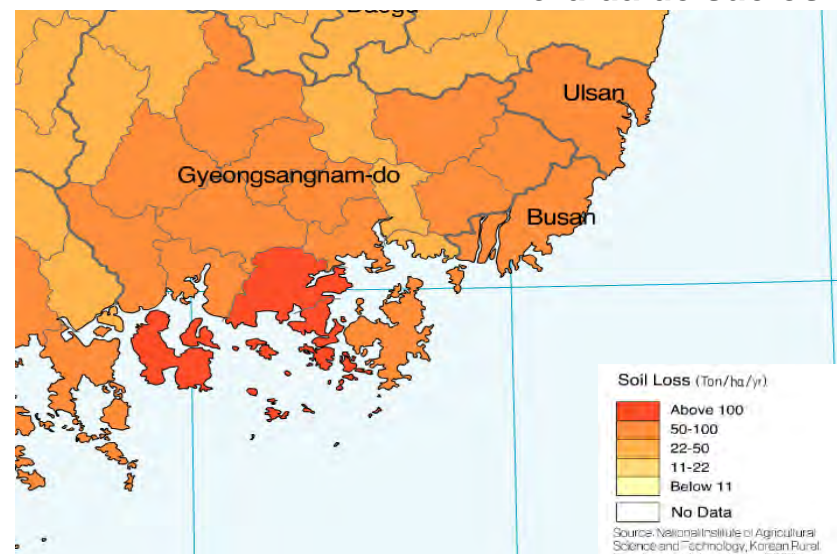 Ulsan
Gyeongsangnam-do
Busan
Soil Loss (Ton/ha/yr)
Above 100
50-100
22-50
11-22
Below 11
No Data
Source: National Institute of Agricultural
Science and Technology, Korean Rural